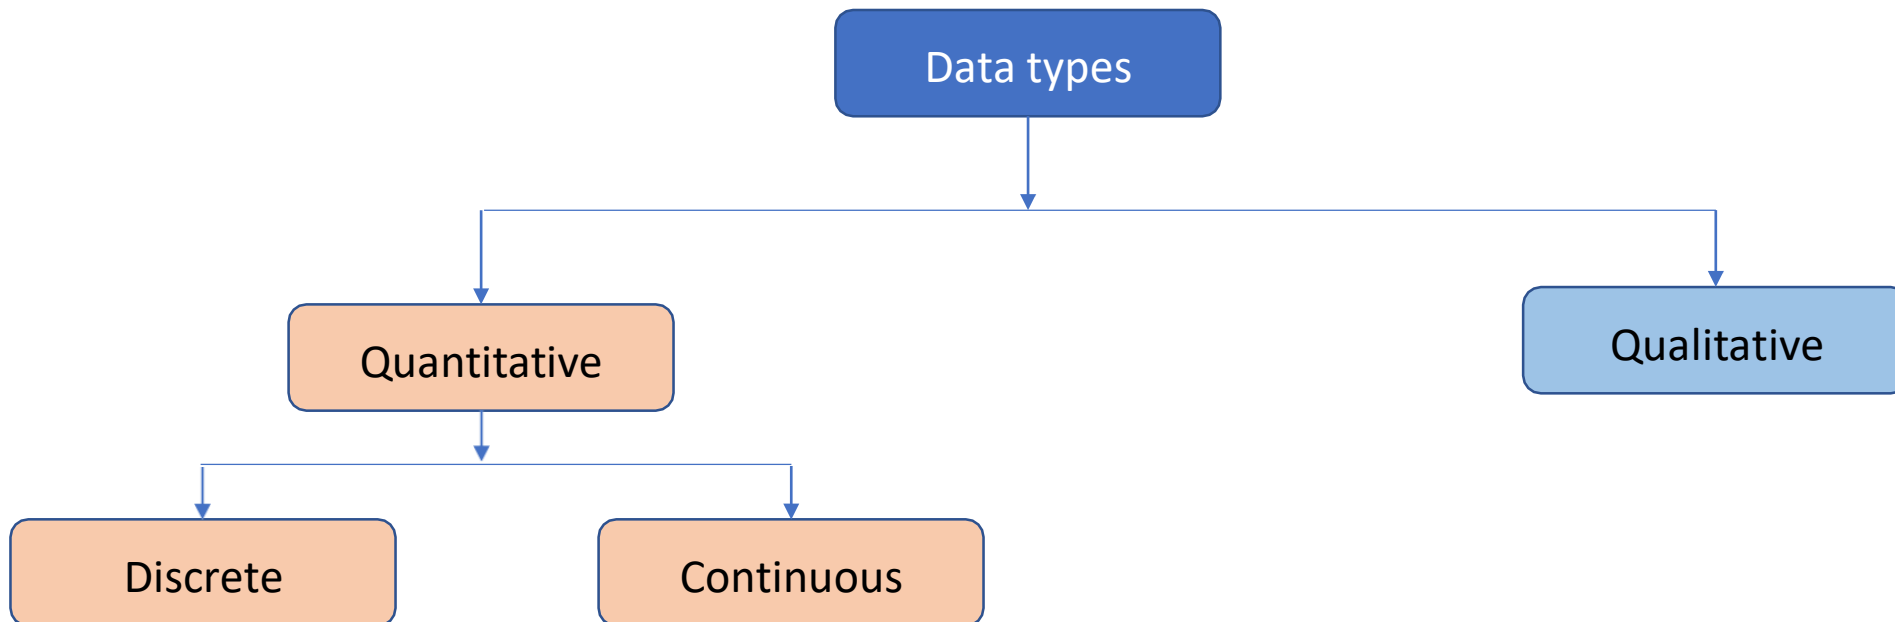 Data types
Quantitative
Qualitative
Discrete
Continuous